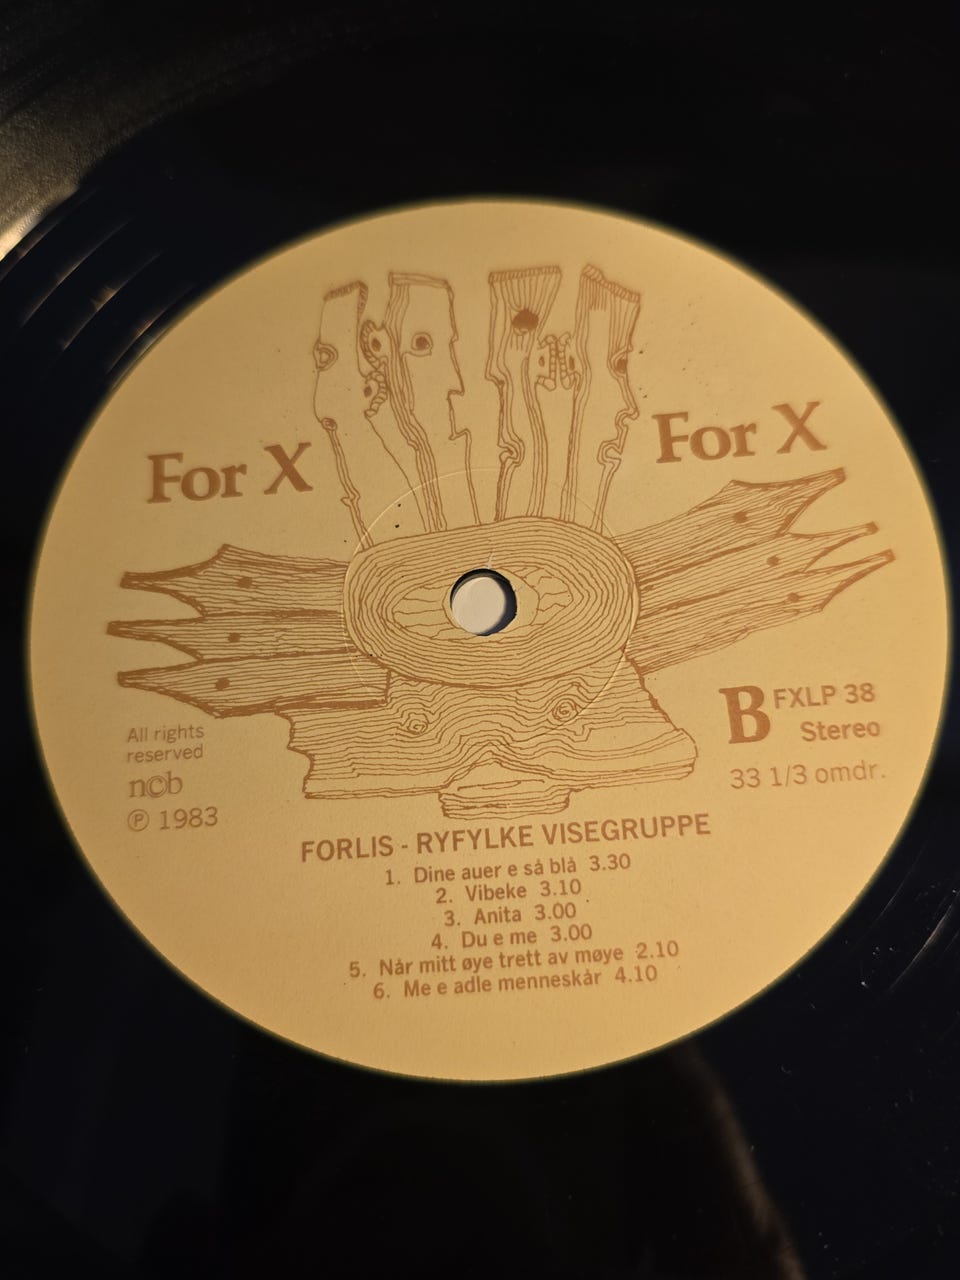 For X
For X
B FXLP 38
Stereo
33 1/3 omdr.
All rights
reserved
n©b
℗ 1983
FORLIS - RYFYLKE VISEGRUPPE
1. Dine auer e så blå 3.30
2. Vibeke 3.10
3. Anita 3.00
4. Du e me 3.00
5. Når mitt øye trett av møye 2.10
6. Me e adle menneskår 4.10